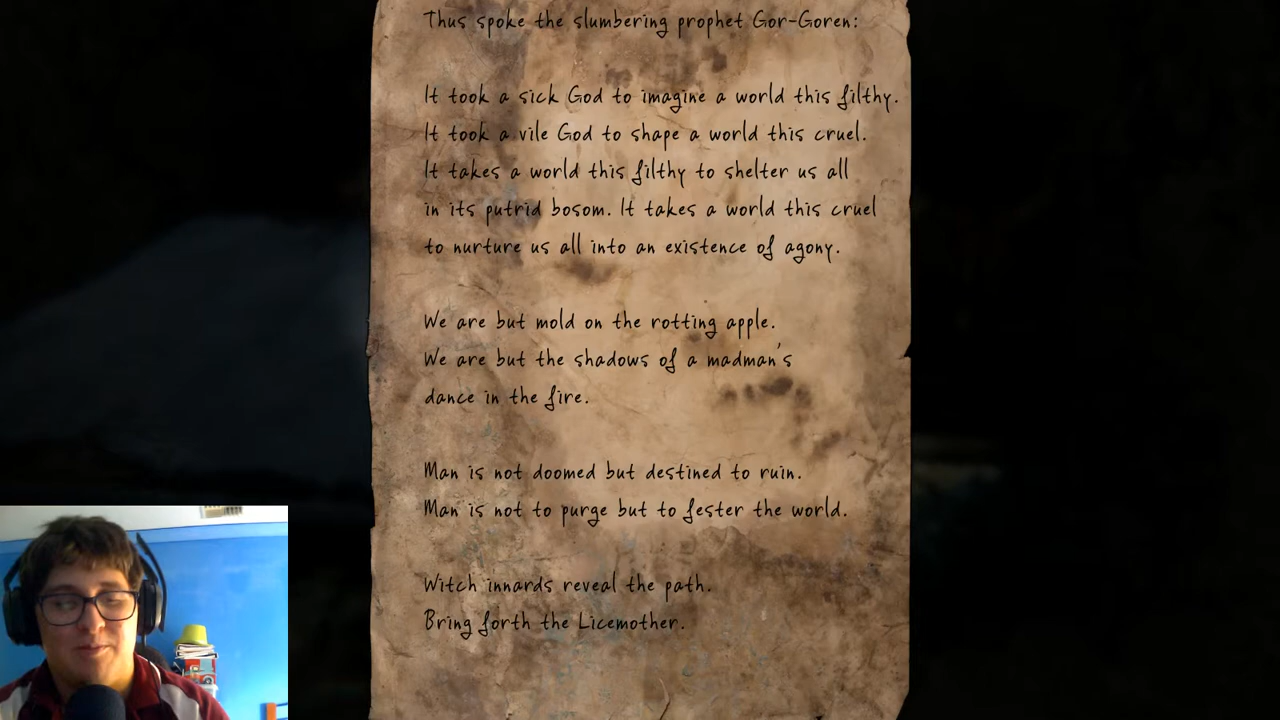 Thus spoke the slumbering prophet Gor-Goren:
It took a sick God to imagine a world this filthy.
It took a vile God to shape a world this cruel.
It takes a world this filthy to shelter us all
in its putrid bosom. It takes a world this cruel
to nurture us all into an existence of agony.
We are but mold on the rotting apple.
We are but the shadows of a madman's
dance in the fire.
Man is not doomed but destined to ruin.
Man is not to purge but to fester the world.
Witch innards reveal the path.
Bring forth the Licemother.